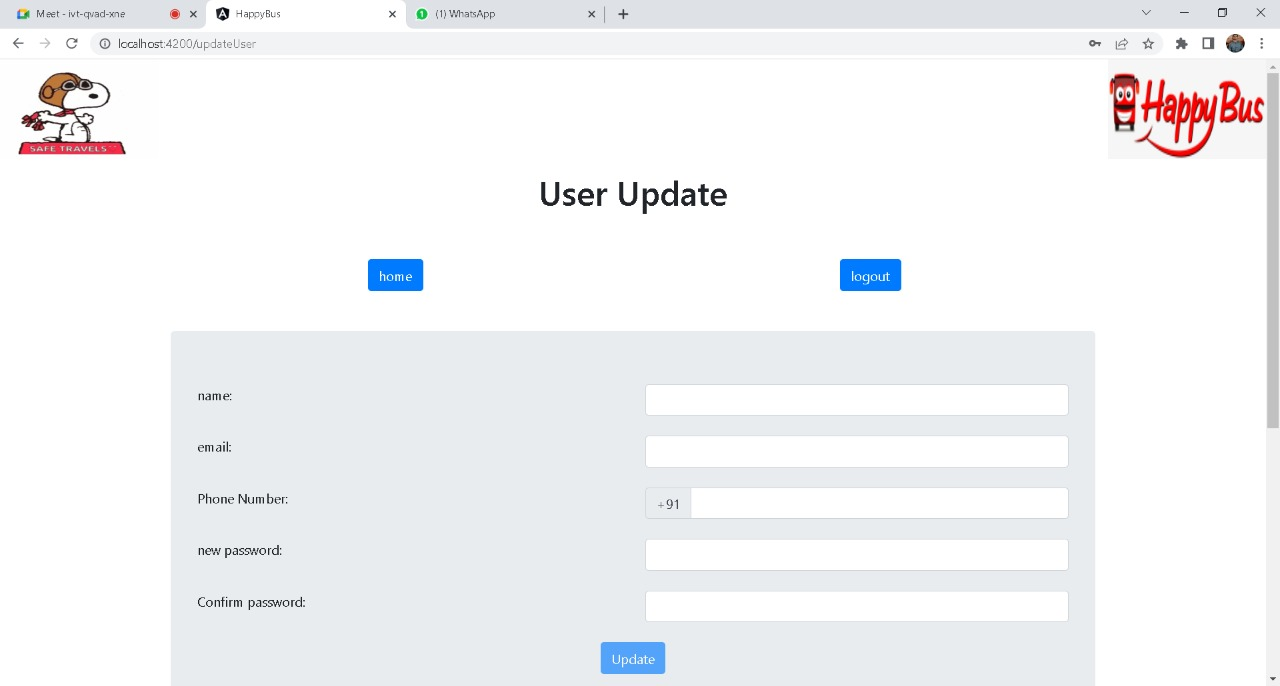 Meet - ivt-qvad-xne
HappyBus
(1) WhatsApp
localhost:4200/updateUser
SAFE TRAVELS
HappyBus
User Update
home
logout
name:
email:
Phone Number:
+91
new password:
Confirm password:
Update